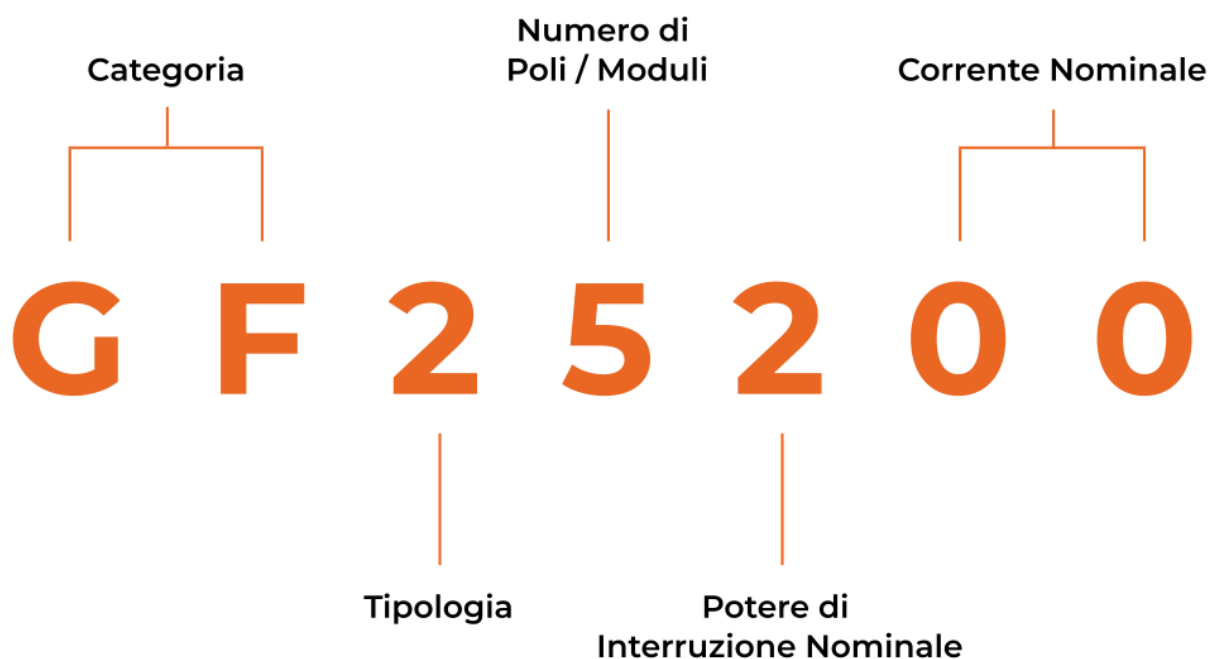 Numero di
Poli / Moduli
Categoria
Corrente Nominale
G F 2 5 2 0 0
Tipologia
Potere di
Interruzione Nominale